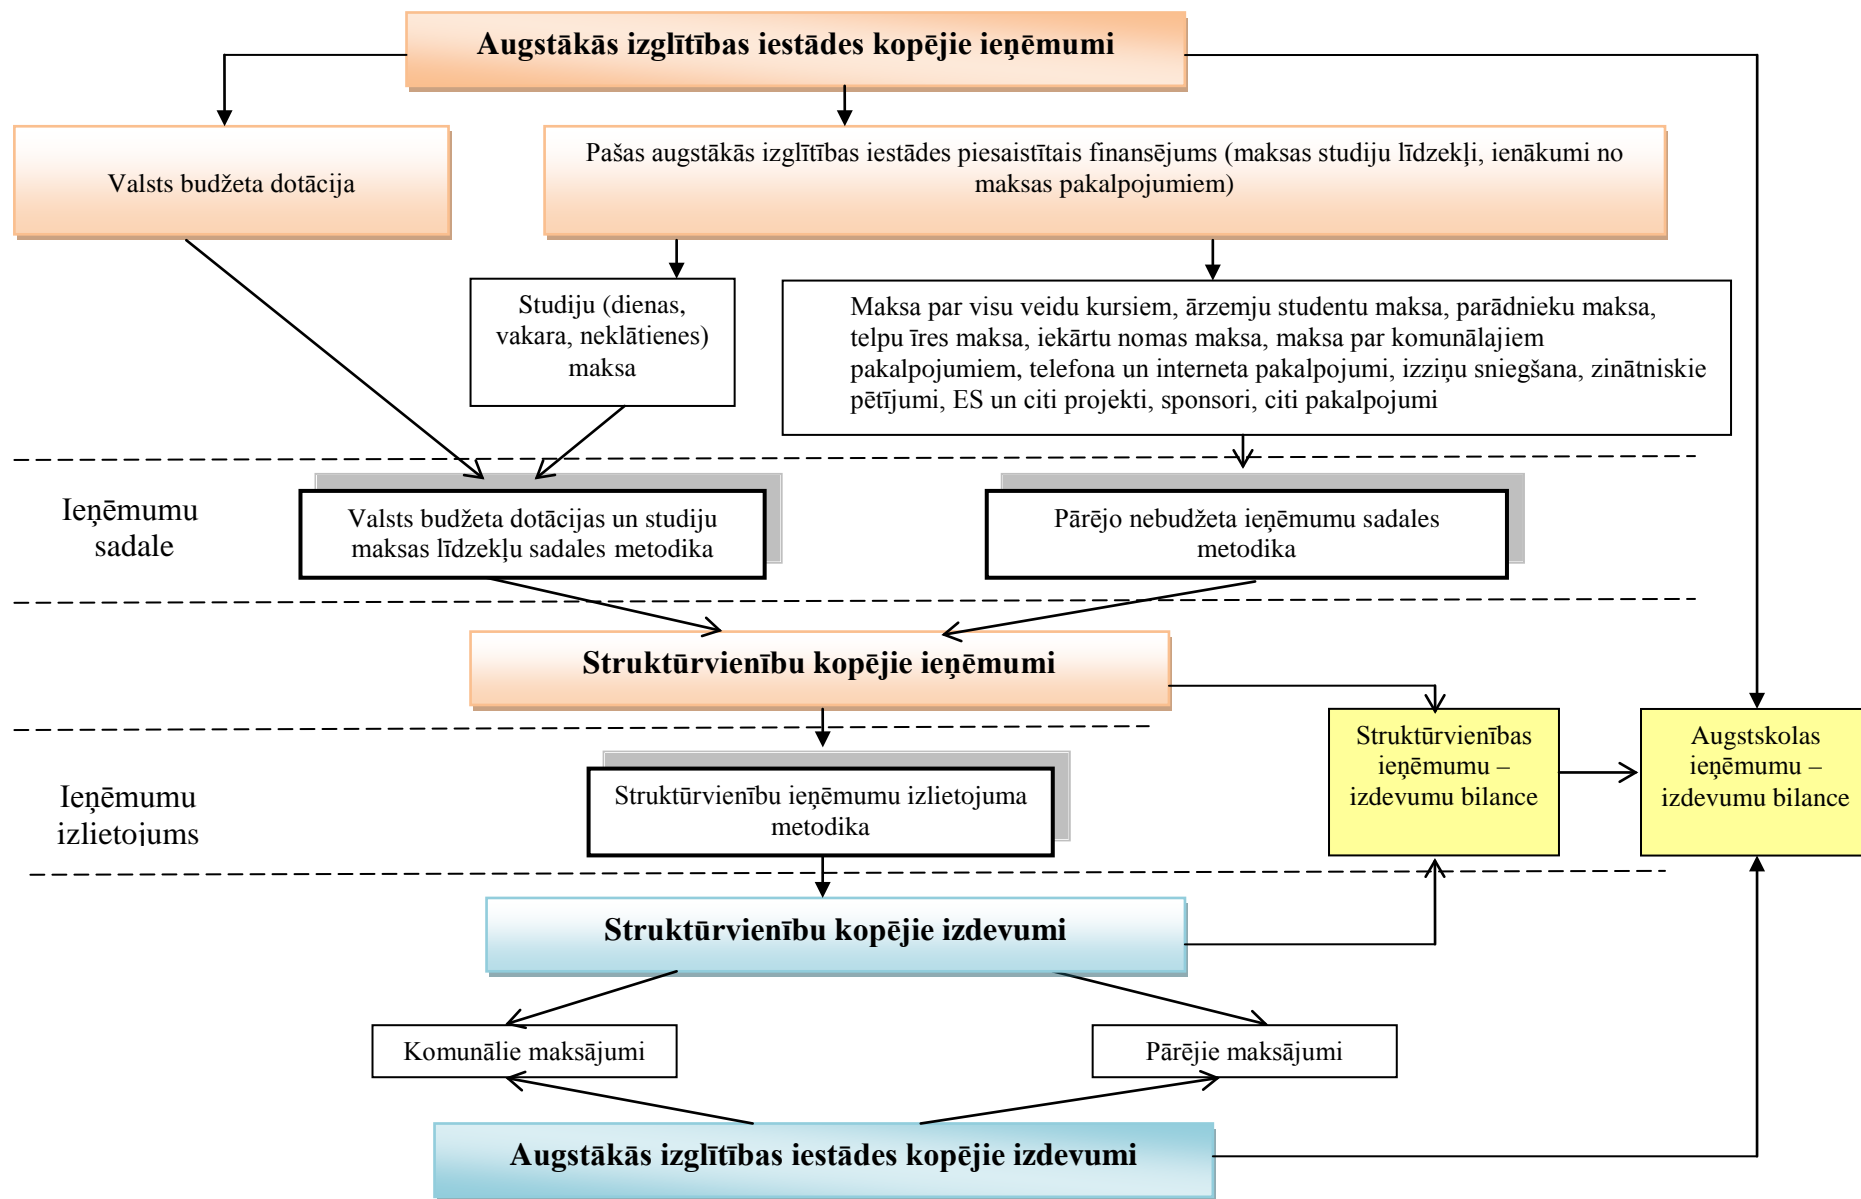 Augstākās izglītības iestādes kopējie ieņēmumi
Valsts budžeta dotācija
Pašas augstākās izglītības iestādes piesaistītais finansējums (maksas studiju līdzekļi, ienākumi no
maksas pakalpojumiem)
Studiju (dienas,
vakara, neklātienes)
maksa
Maksa par visu veidu kursiem, ārzemju studentu maksa, parādnieku maksa,
telpu īres maksa, iekārtu nomas maksa, maksa par komunālajiem
pakalpojumiem, telefona un interneta pakalpojumi, izziņu sniegšana, zinātniskie
pētījumi, ES un citi projekti, sponsori, citi pakalpojumi
Ieņēmumu
sadale
Valsts budžeta dotācijas un studiju
maksas līdzekļu sadales metodika
Pārējo nebudžeta ieņēmumu sadales
metodika
Struktūrvienību kopējie ieņēmumi
Struktūrvienības
ieņēmumu –
izdevumu bilance
Augstskolas
ieņēmumu –
izdevumu bilance
Ieņēmumu
izlietojums
Struktūrvienību ieņēmumu izlietojuma
metodika
Struktūrvienību kopējie izdevumi
Komunālie maksājumi
Pārējie maksājumi
Augstākās izglītības iestādes kopējie izdevumi